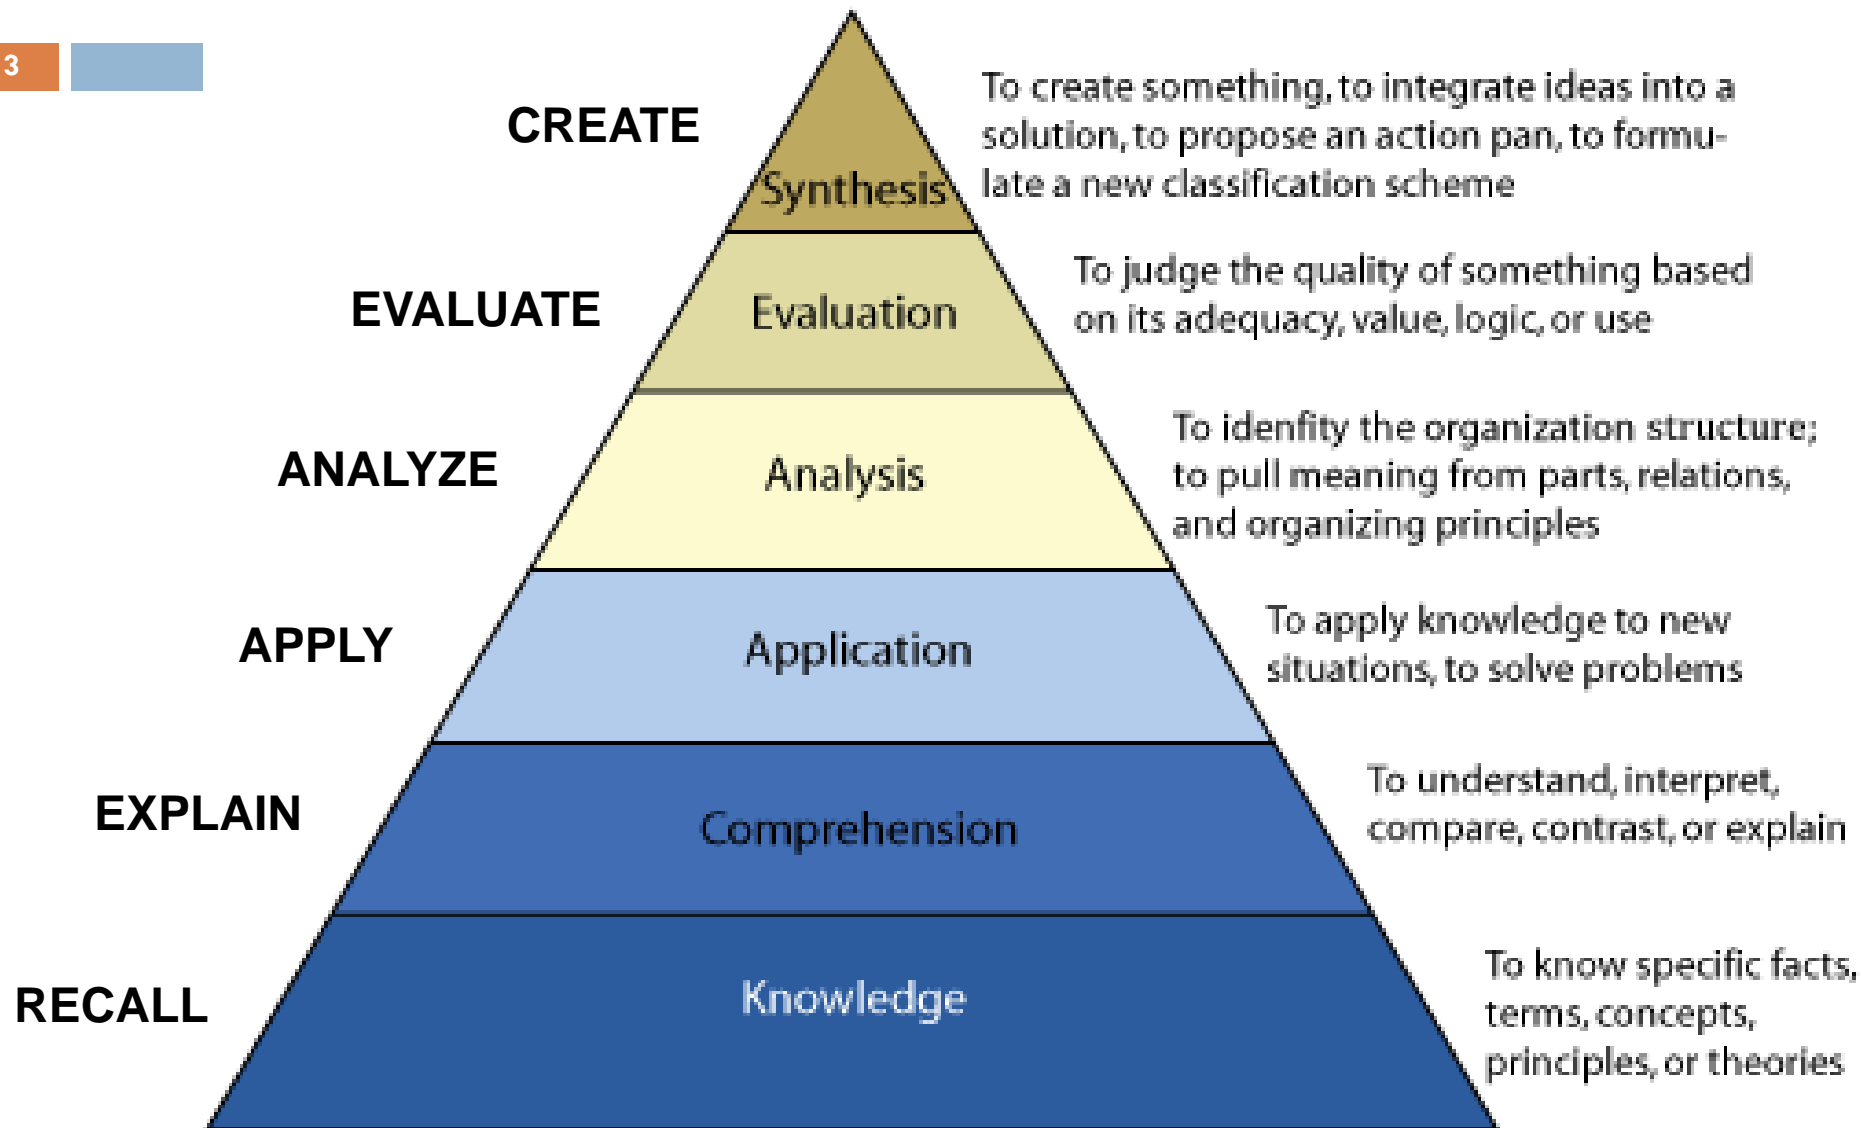 3
CREATE
Synthesis
To create something, to integrate ideas into a
solution, to propose an action pan, to formu-
late a new classification scheme
EVALUATE
Evaluation
To judge the quality of something based
on its adequacy, value, logic, or use
ANALYZE
Analysis
To idenfity the organization structure;
to pull meaning from parts, relations,
and organizing principles
APPLY
Application
To apply knowledge to new
situations, to solve problems
EXPLAIN
Comprehension
To understand, interpret,
compare, contrast, or explain
RECALL
Knowledge
To know specific facts,
terms, concepts,
principles, or theories